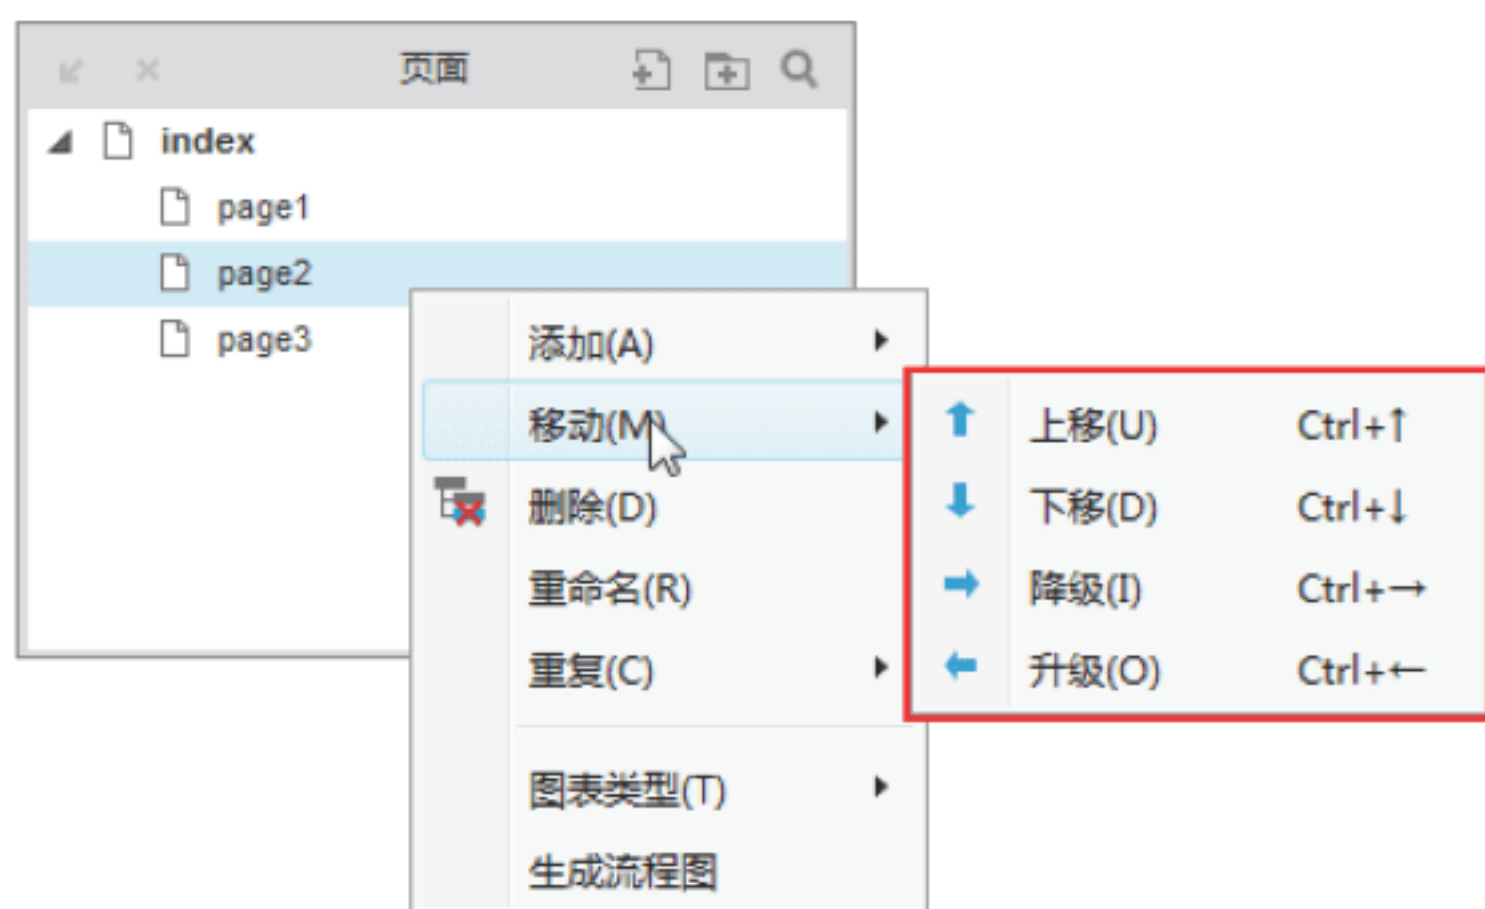 页面
index
page1
page2
page3
添加(A)
移动(M)
删除(D)
重命名(R)
重复(C)
图表类型(T)
生成流程图
上移(U) Ctrl+↑
下移(D) Ctrl+↓
降级(I) Ctrl+→
升级(O) Ctrl+←